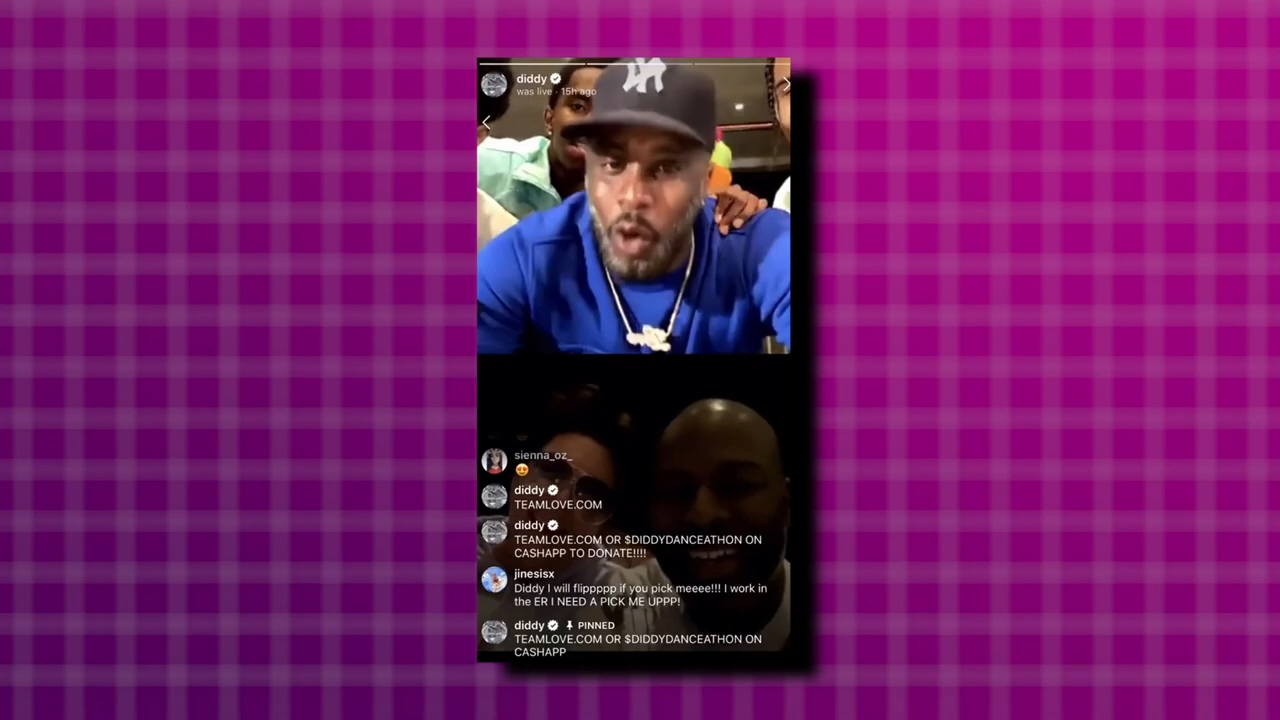 diddy
was live · 15h ago
sienna_oz_
😍
diddy
TEAMLOVE.COM
diddy
TEAMLOVE.COM OR $DIDDYDANCEATHON ON
CASHAPP TO DONATE!!!!
jinesisx
Diddy I will flippppp if you pick meeee!!! I work in
the ER I NEED A PICK ME UPPP!
diddy PINNED
TEAMLOVE.COM OR $DIDDYDANCEATHON ON
CASHAPP